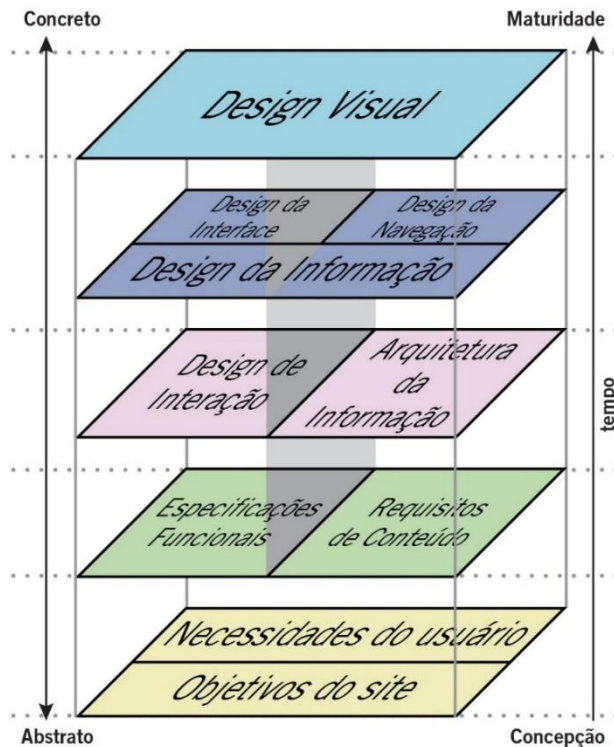 Concreto
Maturidade
Design Visual
Design da
Interface
Design da
Navegação
Design da Informação
Design de
Interação
Arquitetura
da
Informação
tempo
Especificações
Funcionais
Requisitos
de Conteúdo
Necessidades do usuário
Objetivos do site
Abstrato
Concepção